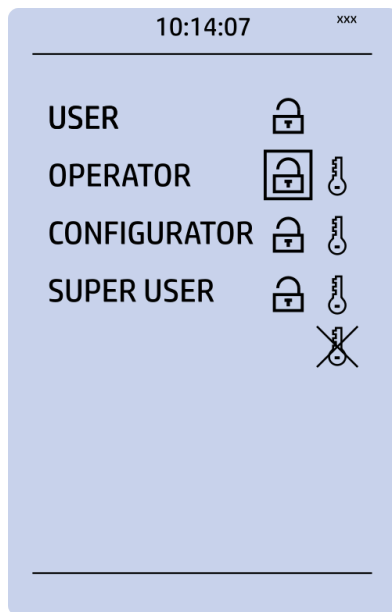 10:14:07 xxx
USER
OPERATOR
CONFIGURATOR
SUPER USER